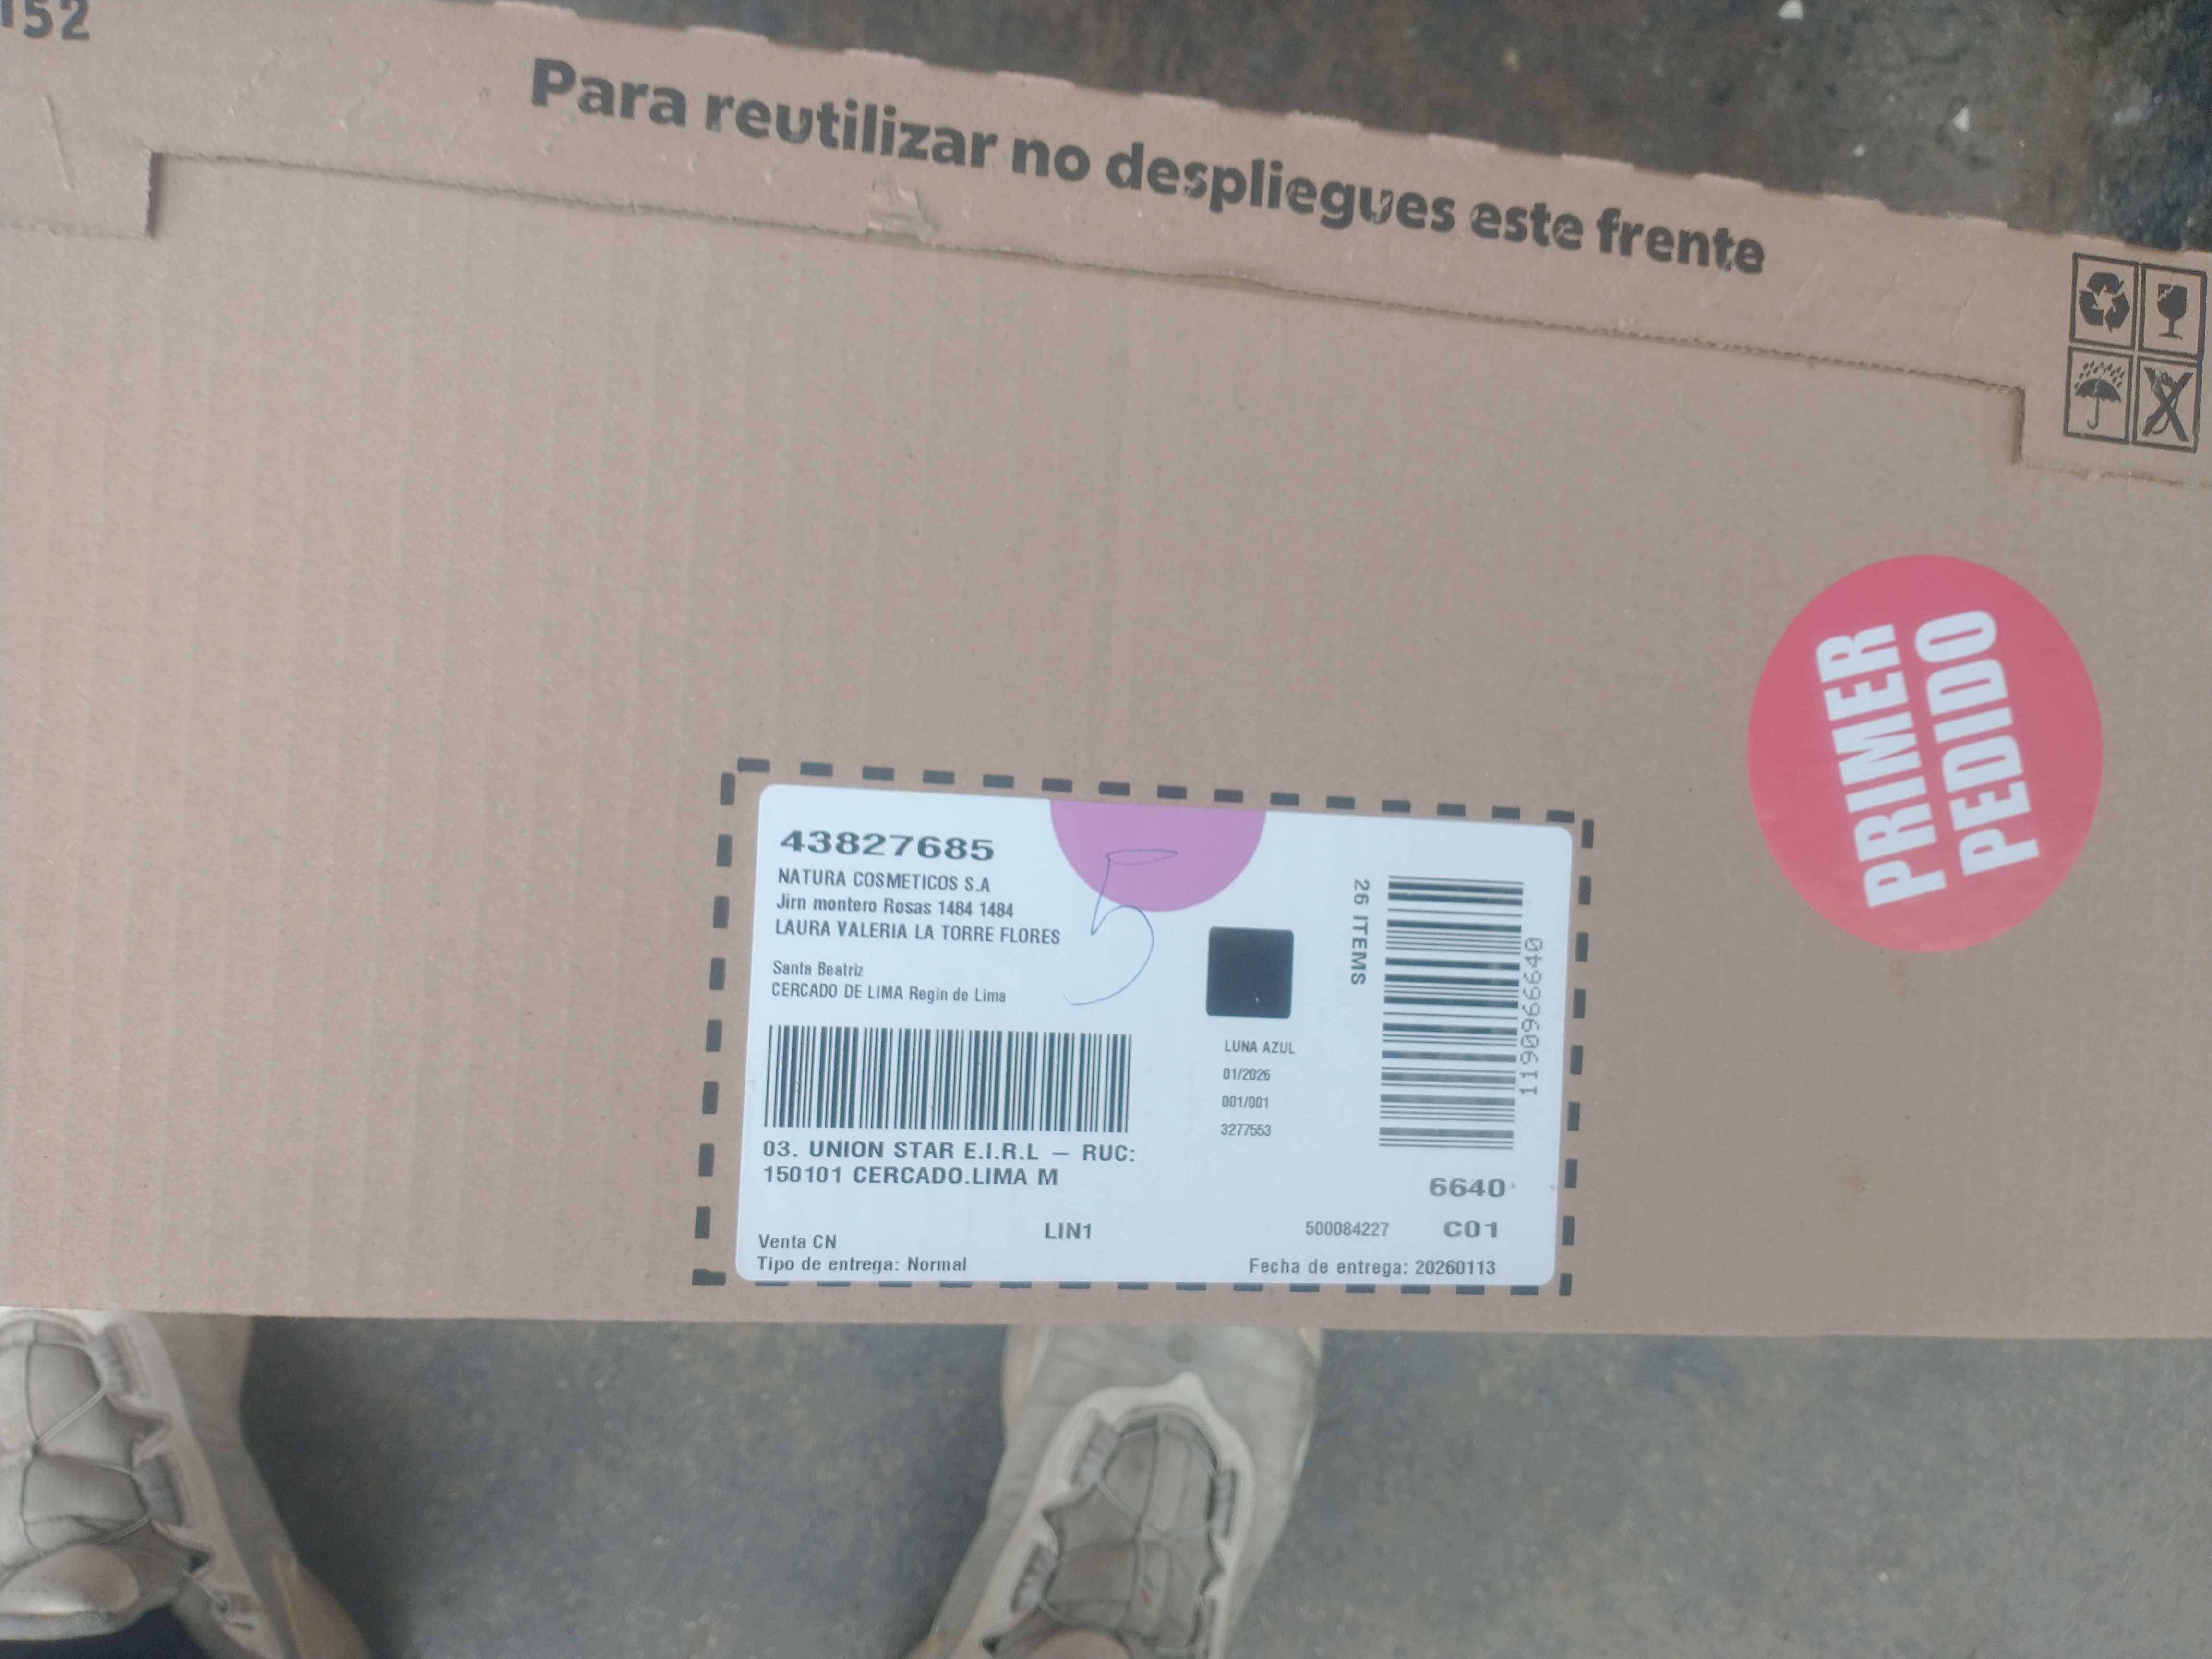 152
Para reutilizar no despliegues este frente
PRIMER
PEDIDO
43827685
NATURA COSMETICOS S.A
Jirn montero Rosas 1484 1484
LAURA VALERIA LA TORRE FLORES
Santa Beatriz
CERCADO DE LIMA Regin de Lima
5
26 ITEMS
11909666640
LUNA AZUL
01/2026
001/001
3277553
03. UNION STAR E.I.R.L – RUC:
150101 CERCADO.LIMA M
6640
LIN1
500084227
C01
Venta CN
Tipo de entrega: Normal
Fecha de entrega: 20260113